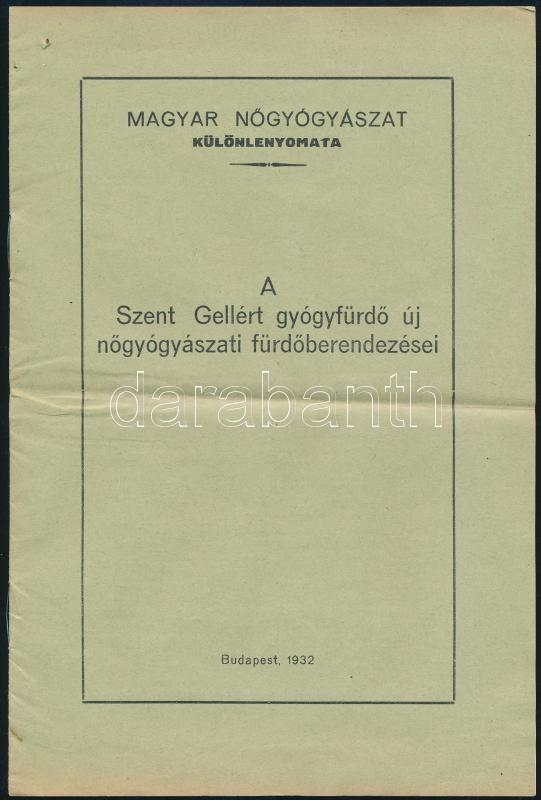 MAGYAR NŐGYÓGYÁSZAT
KÜLÖNLENYOMATA
A
Szent Gellért gyógyfürdő új
nőgyógyászati fürdőberendezései
darabanth
Budapest, 1932